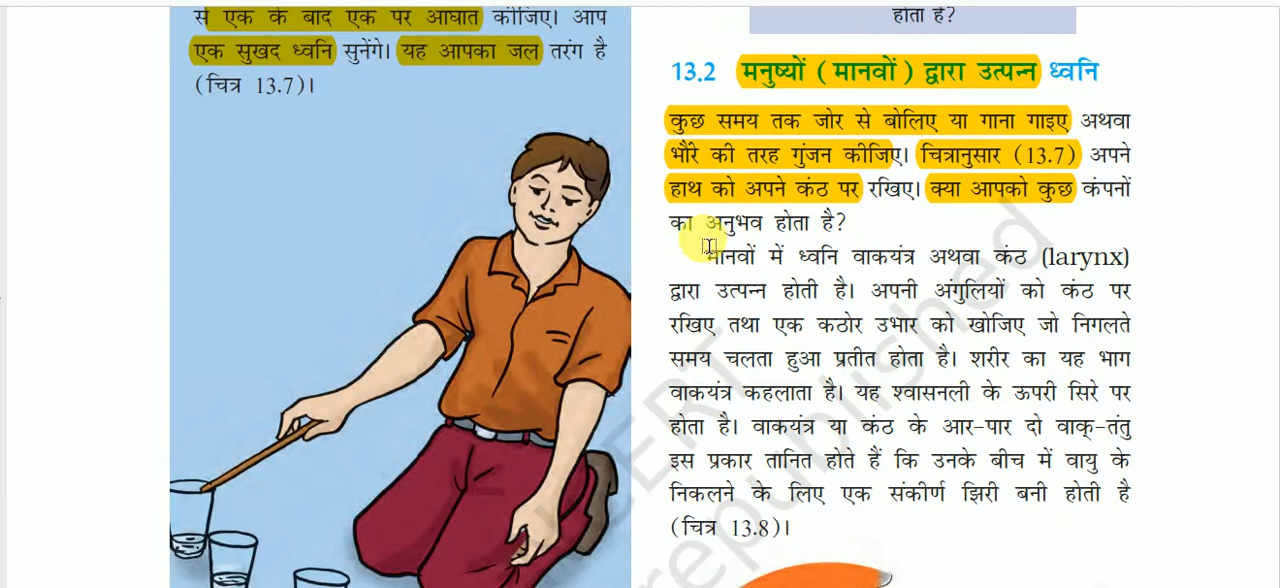 से एक के बाद एक पर आघात कीजिए। आप
एक सुखद ध्वनि सुनेंगे। यह आपका जल तरंग है
(चित्र 13.7)।
होता है?
13.2 मनुष्यों (मानवों) द्वारा उत्पन्न ध्वनि
कुछ समय तक जोर से बोलिए या गाना गाइए अथवा
भौंरे की तरह गुंजन कीजिए। चित्रानुसार (13.7) अपने
हाथ को अपने कंठ पर रखिए। क्या आपको कुछ कंपनों
का अनुभव होता है?
मानवों में ध्वनि वाकयंत्र अथवा कंठ (larynx)
द्वारा उत्पन्न होती है। अपनी अंगुलियों को कंठ पर
रखिए तथा एक कठोर उभार को खोजिए जो निगलते
समय चलता हुआ प्रतीत होता है। शरीर का यह भाग
वाकयंत्र कहलाता है। यह श्वासनली के ऊपरी सिरे पर
होता है। वाकयंत्र या कंठ के आर-पार दो वाक्-तंतु
इस प्रकार तानित होते हैं कि उनके बीच में वायु के
निकलने के लिए एक संकीर्ण झिरी बनी होती है
(चित्र 13.8)।
NCERT
republished